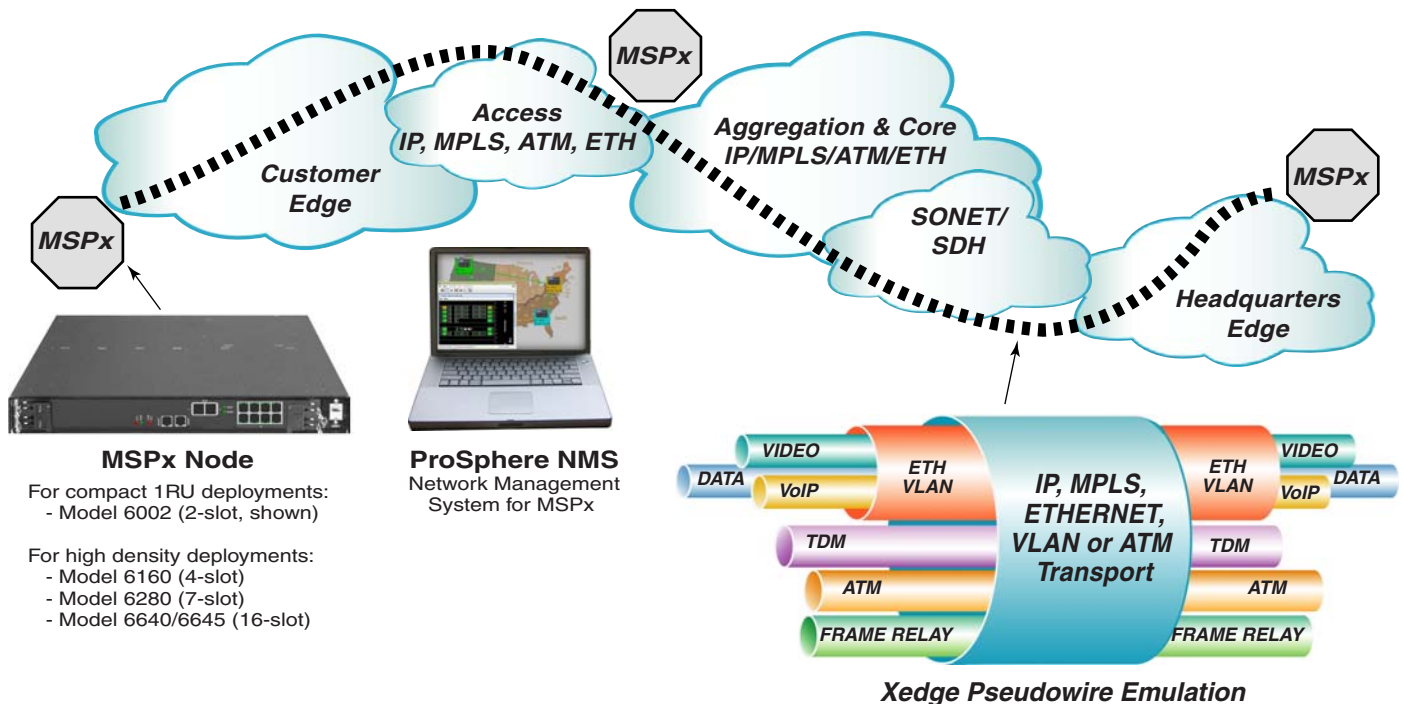 MSPx
MSPx
MSPx
Access
IP, MPLS, ATM, ETH
Aggregation & Core
IP/MPLS/ATM/ETH
Customer
Edge
SONET/
SDH
Headquarters
Edge
MSPx Node
For compact 1RU deployments:
- Model 6002 (2-slot, shown)
For high density deployments:
- Model 6160 (4-slot)
- Model 6280 (7-slot)
- Model 6640/6645 (16-slot)
ProSphere NMS
Network Management
System for MSPx
VIDEO
DATA
VoIP
ETH
VLAN
TDM
ATM
FRAME RELAY
IP, MPLS,
ETHERNET,
VLAN or ATM
Transport
ETH
VLAN
VIDEO
DATA
VoIP
TDM
ATM
FRAME RELAY
Xedge Pseudowire Emulation